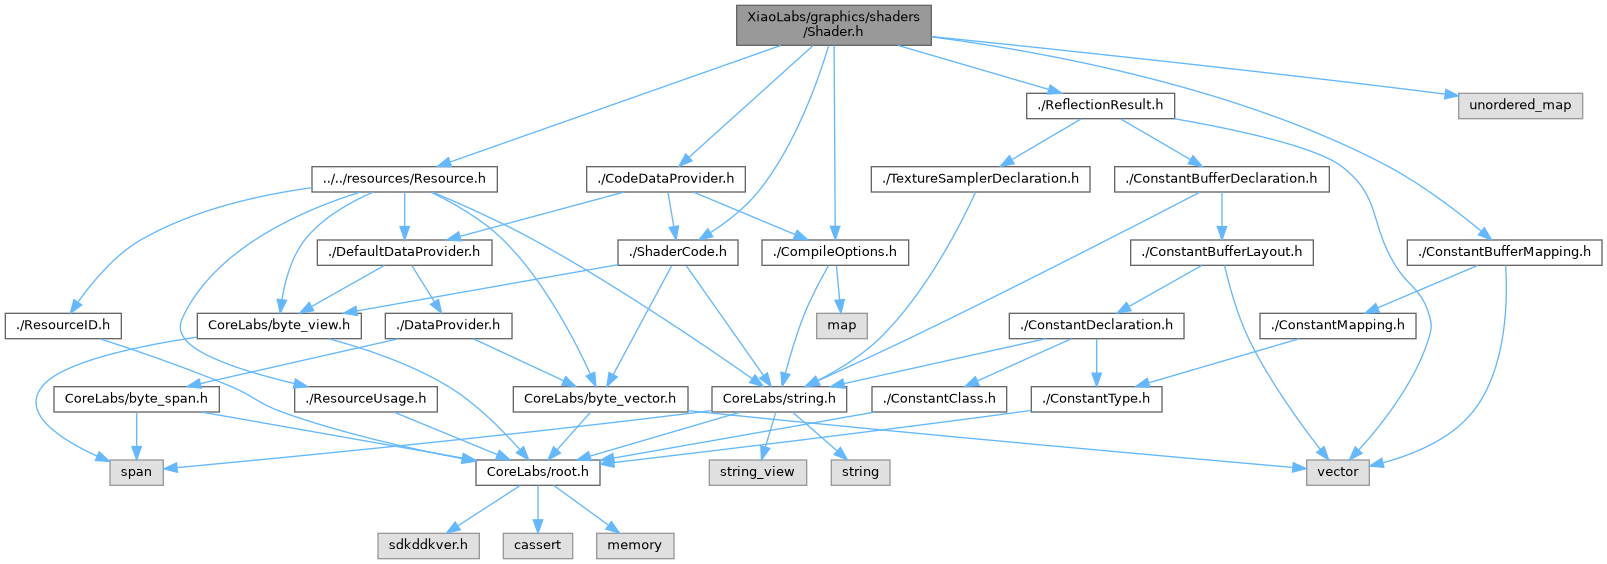 XiaoLabs/graphics/shaders
/Shader.h
./ReflectionResult.h
unordered_map
../../resources/Resource.h
./CodeDataProvider.h
./TextureSamplerDeclaration.h
./ConstantBufferDeclaration.h
./DefaultDataProvider.h
./ShaderCode.h
./CompileOptions.h
./ConstantBufferLayout.h
./ConstantBufferMapping.h
./ResourceID.h
CoreLabs/byte_view.h
./DataProvider.h
map
./ConstantDeclaration.h
./ConstantMapping.h
CoreLabs/byte_span.h
./ResourceUsage.h
CoreLabs/byte_vector.h
CoreLabs/string.h
./ConstantClass.h
./ConstantType.h
span
CoreLabs/root.h
string_view
string
vector
sdkddkver.h
cassert
memory